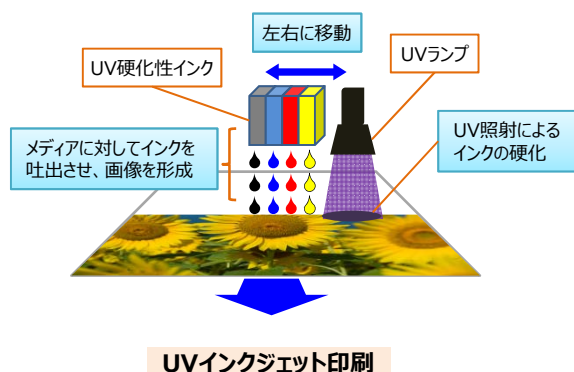 左右に移動
UV硬化性インク
UVランプ
メディアに対してインクを
吐出させ、画像を形成
UV照射による
インクの硬化
UVインクジェット印刷